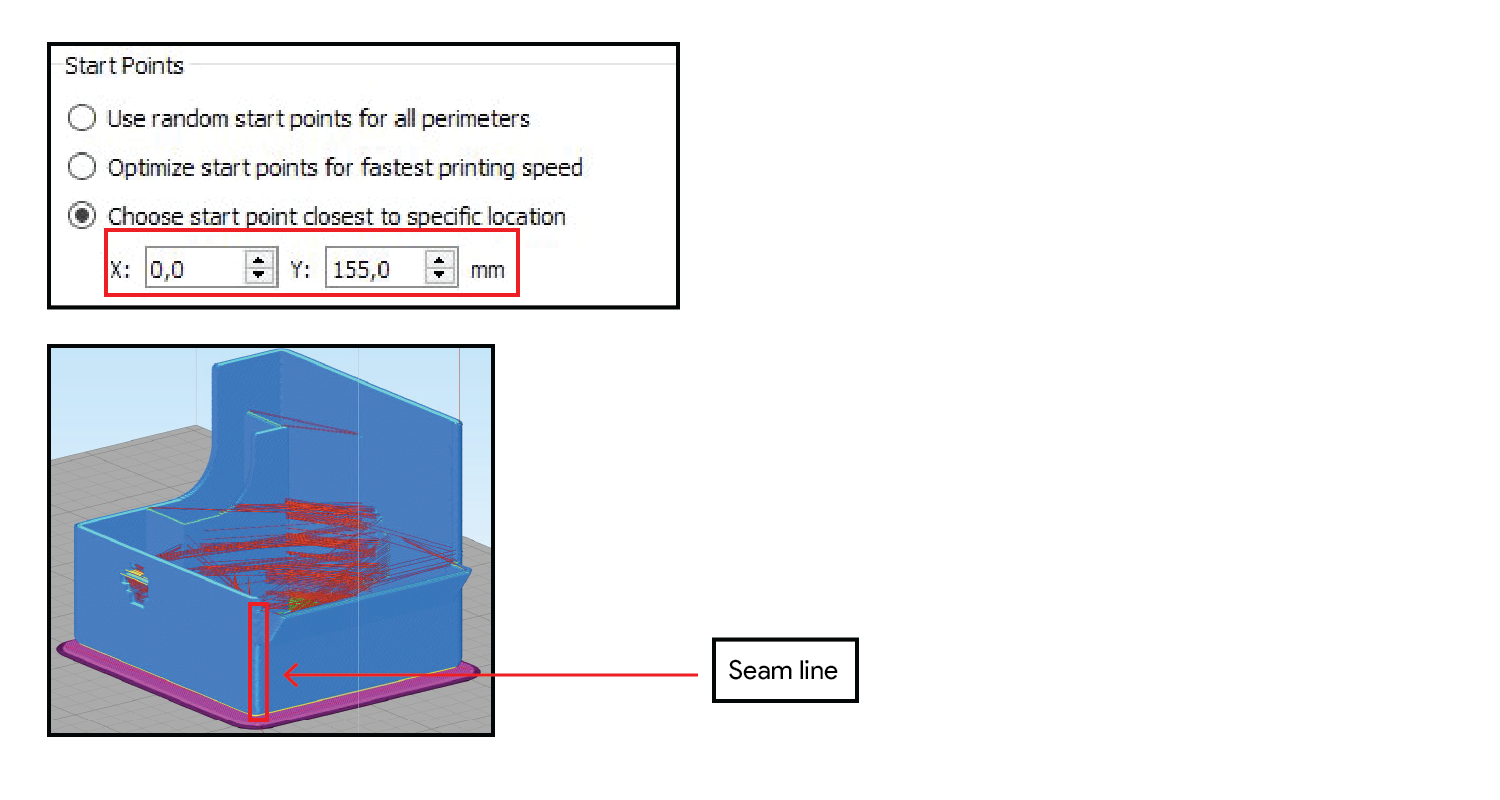 Start Points
Use random start points for all perimeters
Optimize start points for fastest printing speed
Choose start point closest to specific location
X: 0,0 Y: 155,0 mm
Seam line